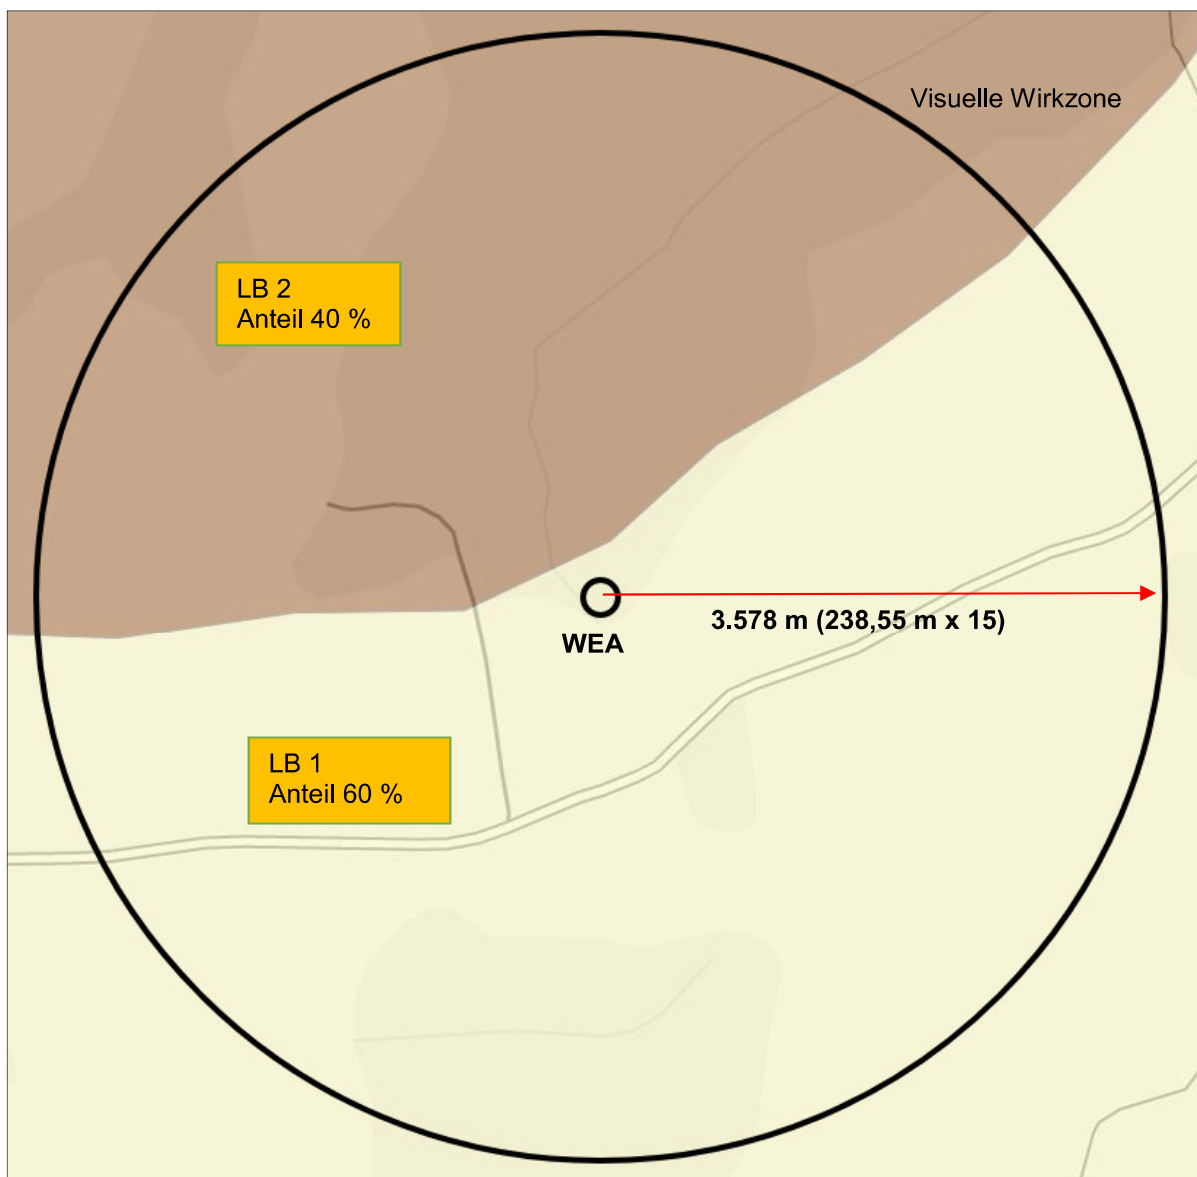 Visuelle Wirkzone
LB 2
Anteil 40 %
3.578 m (238,55 m x 15)
WEA
LB 1
Anteil 60 %